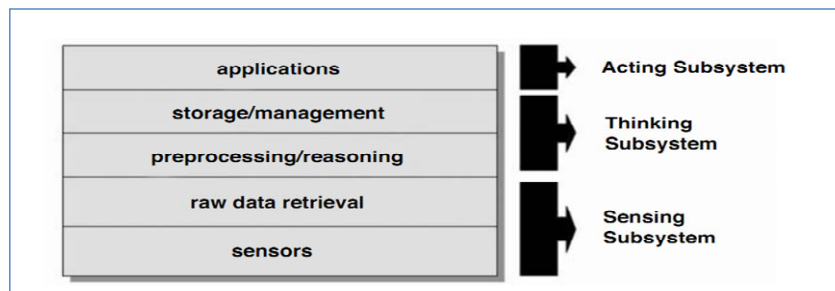 applications
storage/management
preprocessing/reasoning
raw data retrieval
sensors
Acting Subsystem
Thinking
Subsystem
Sensing
Subsystem